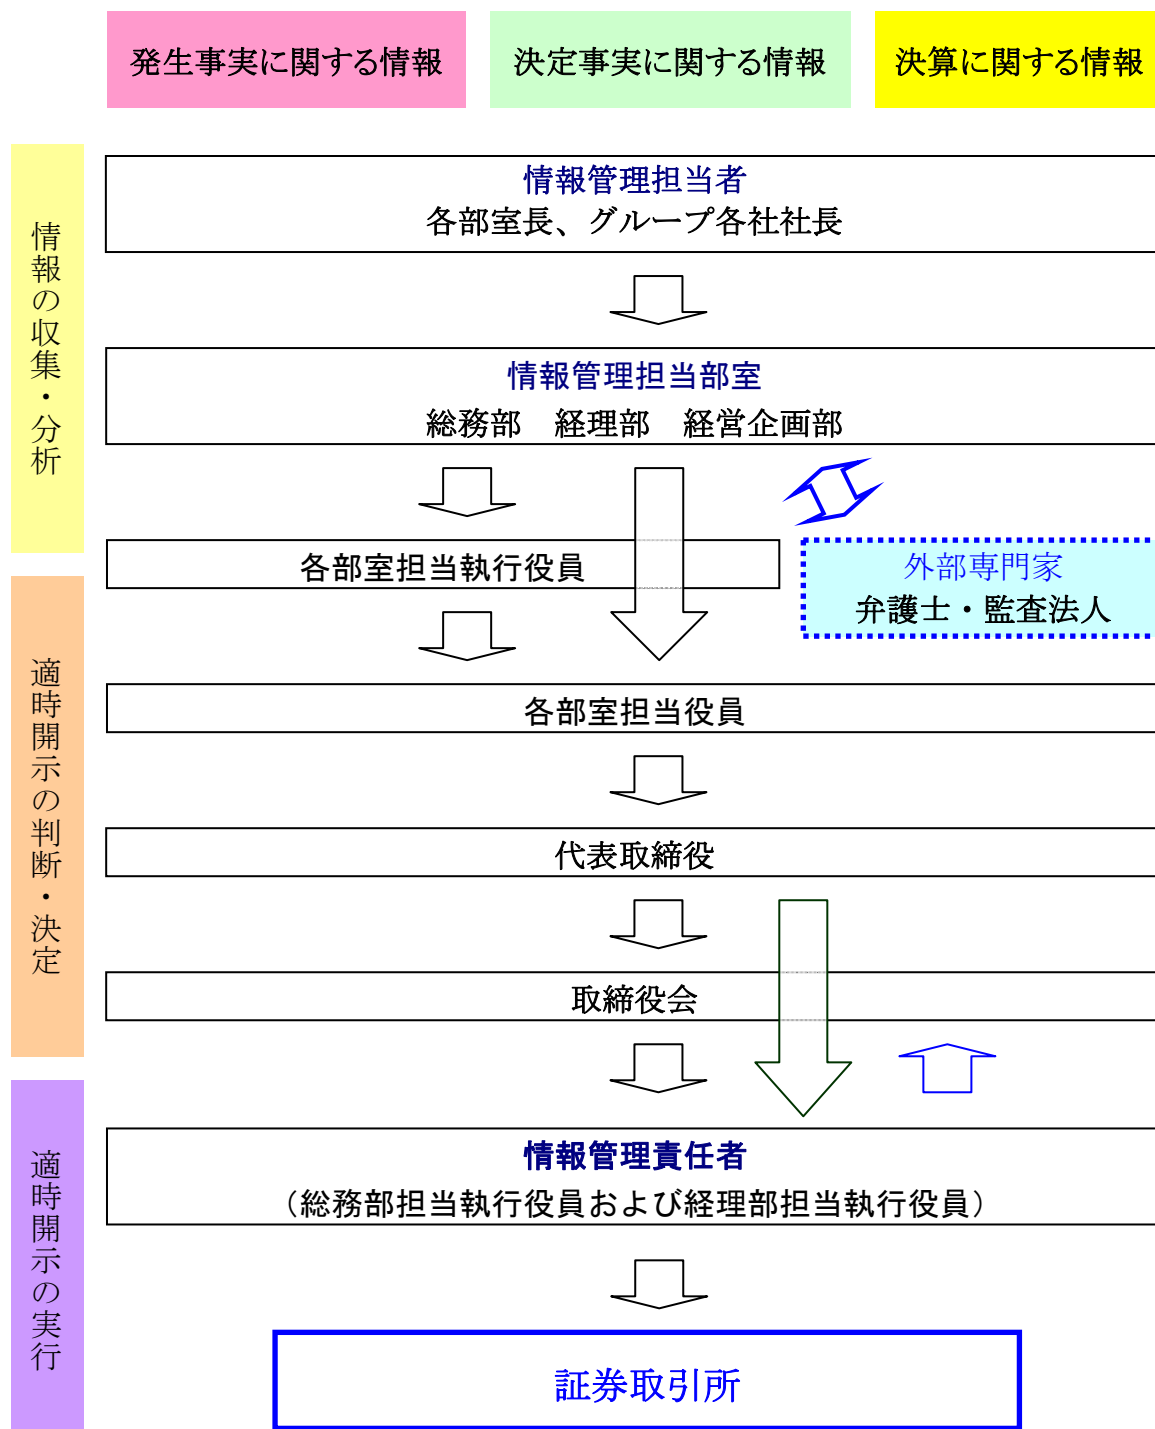 発生事実に関する情報
決定事実に関する情報
決算に関する情報
情報の収集・分析
情報管理担当者
各部室長、グループ各社社長
情報管理担当部室
総務部　経理部　経営企画部
各部室担当執行役員
外部専門家
弁護士・監査法人
適時開示の判断・決定
各部室担当役員
代表取締役
取締役会
適時開示の実行
情報管理責任者
（総務部担当執行役員および経理部担当執行役員）
証券取引所